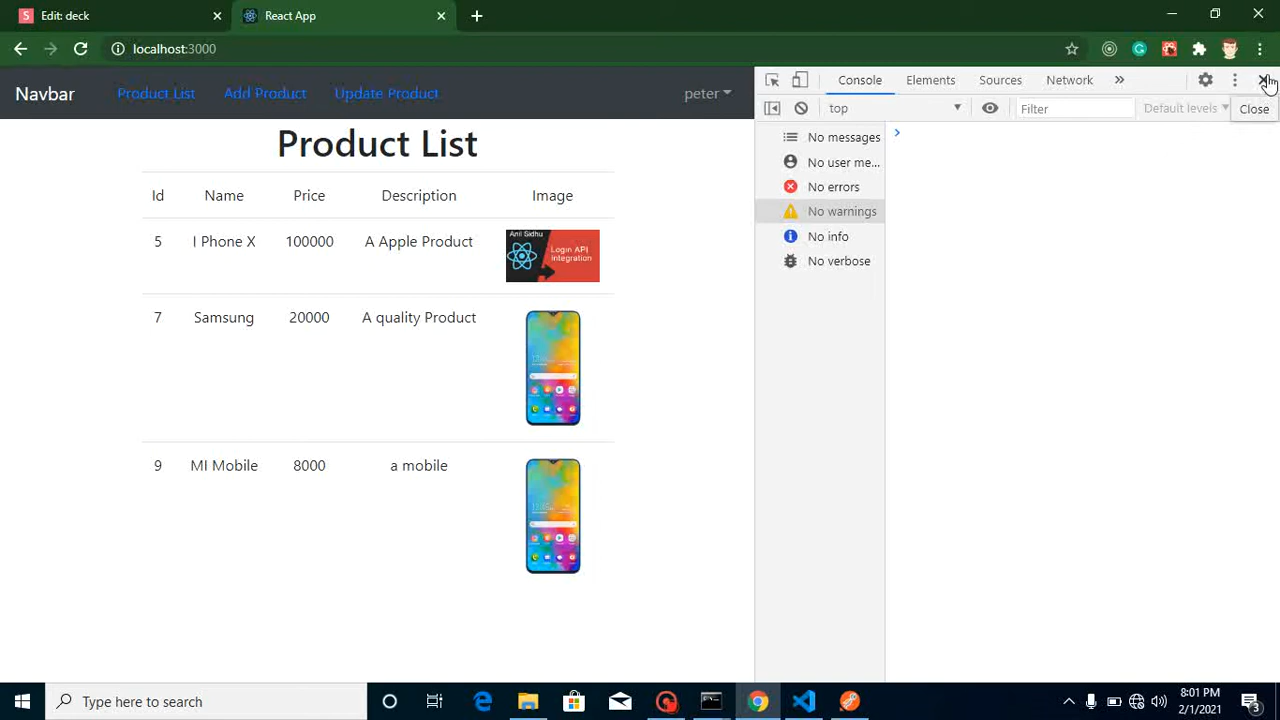 Edit: deck
React App
localhost:3000
Navbar Product List Add Product Update Product peter
Product List
Id Name Price Description Image
5 I Phone X 100000 A Apple Product
Anil Sidhu
Login API
Integration
7 Samsung 20000 A quality Product
9 MI Mobile 8000 a mobile
Console Elements Sources Network
top Filter Default levels Close
No messages
No user me...
No errors
No warnings
No info
No verbose
Type here to search
8:01 PM
2/1/2021
3